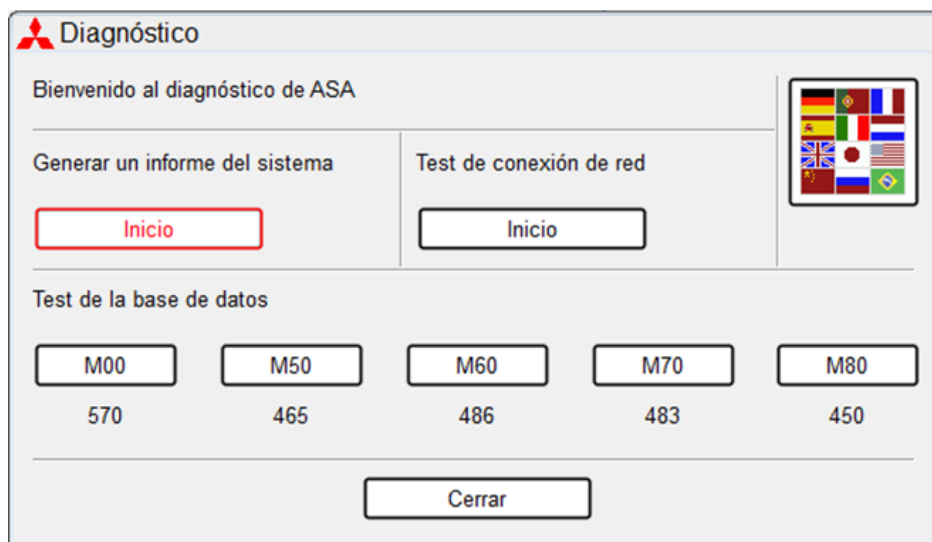 Diagnóstico
Bienvenido al diagnóstico de ASA
Generar un informe del sistema
Test de conexión de red
Inicio
Inicio
Test de la base de datos
M00 M50 M60 M70 M80
570 465 486 483 450
Cerrar